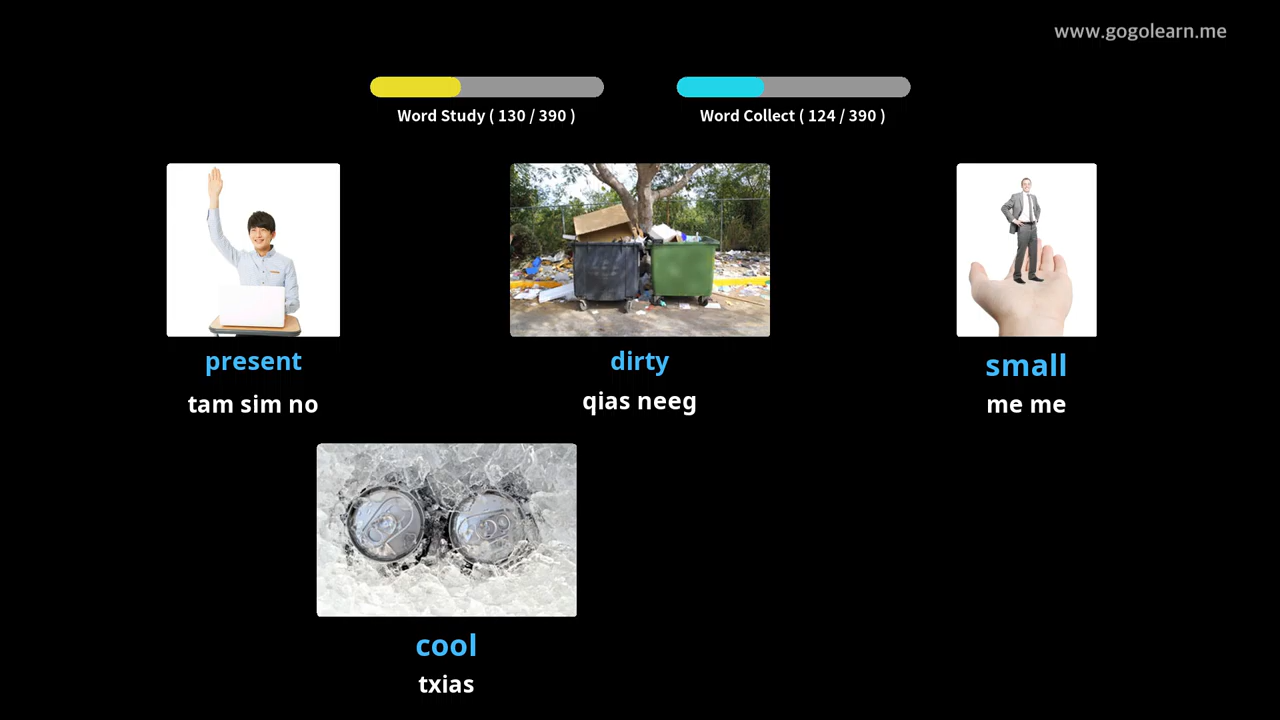 www.gogolearn.me
Word Study ( 130 / 390 )
Word Collect ( 124 / 390 )
present
tam sim no
dirty
qias neeg
small
me me
cool
txias